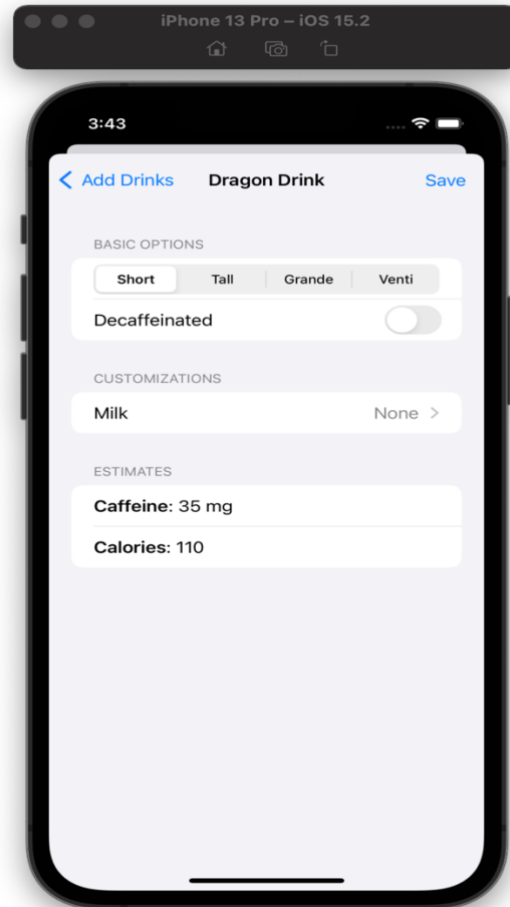 iPhone 13 Pro – iOS 15.2
3:43
Add Drinks Dragon Drink Save
BASIC OPTIONS
Short Tall Grande Venti
Decaffeinated
CUSTOMIZATIONS
Milk None
ESTIMATES
Caffeine: 35 mg
Calories: 110